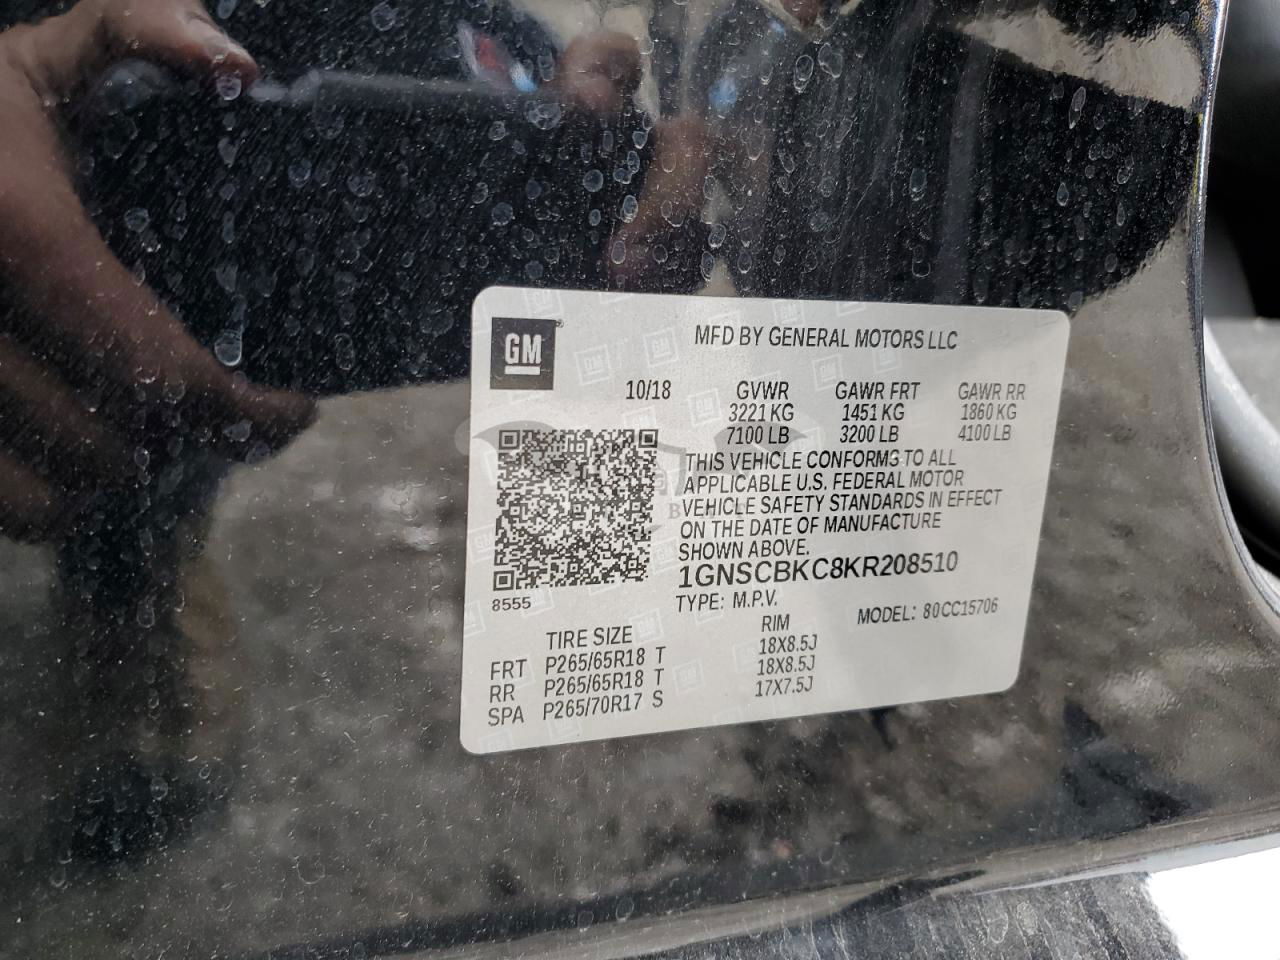 GM
MFD BY GENERAL MOTORS LLC
10/18 GVWR GAWR FRT GAWR RR
3221 KG 1451 KG 1860 KG
7100 LB 3200 LB 4100 LB
THIS VEHICLE CONFORMS TO ALL
APPLICABLE U.S. FEDERAL MOTOR
VEHICLE SAFETY STANDARDS IN EFFECT
ON THE DATE OF MANUFACTURE
SHOWN ABOVE.
1GNSCBKC8KR208510
8555
TYPE: M.P.V. MODEL: 80CC15706
TIRE SIZE RIM
FRT P265/65R18 T 18X8.5J
RR P265/65R18 T 18X8.5J
SPA P265/70R17 S 17X7.5J